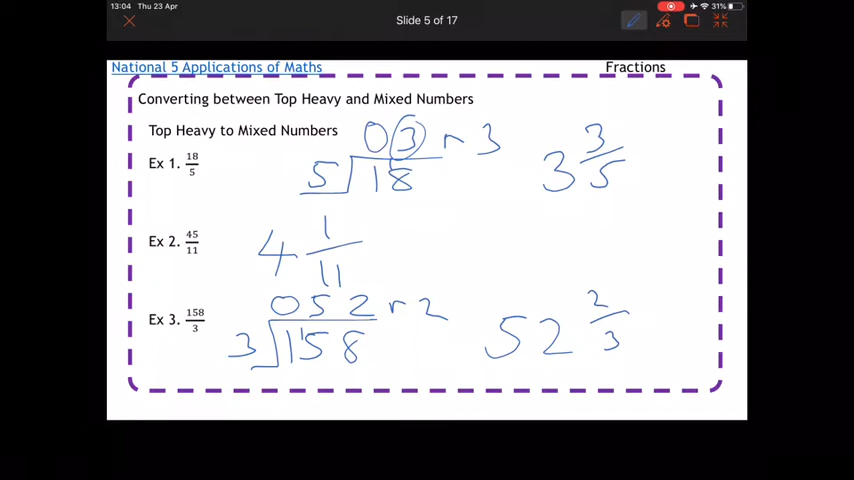 13:04 Thu 23 Apr
31%
Slide 5 of 17
National 5 Applications of Maths Fractions
Converting between Top Heavy and Mixed Numbers
Top Heavy to Mixed Numbers
03 r 3
Ex 1. 18/5 5 18 3 3/5
Ex 2. 45/11 4 1/11
052 r 2
Ex 3. 158/3 3 1158 52 2/3